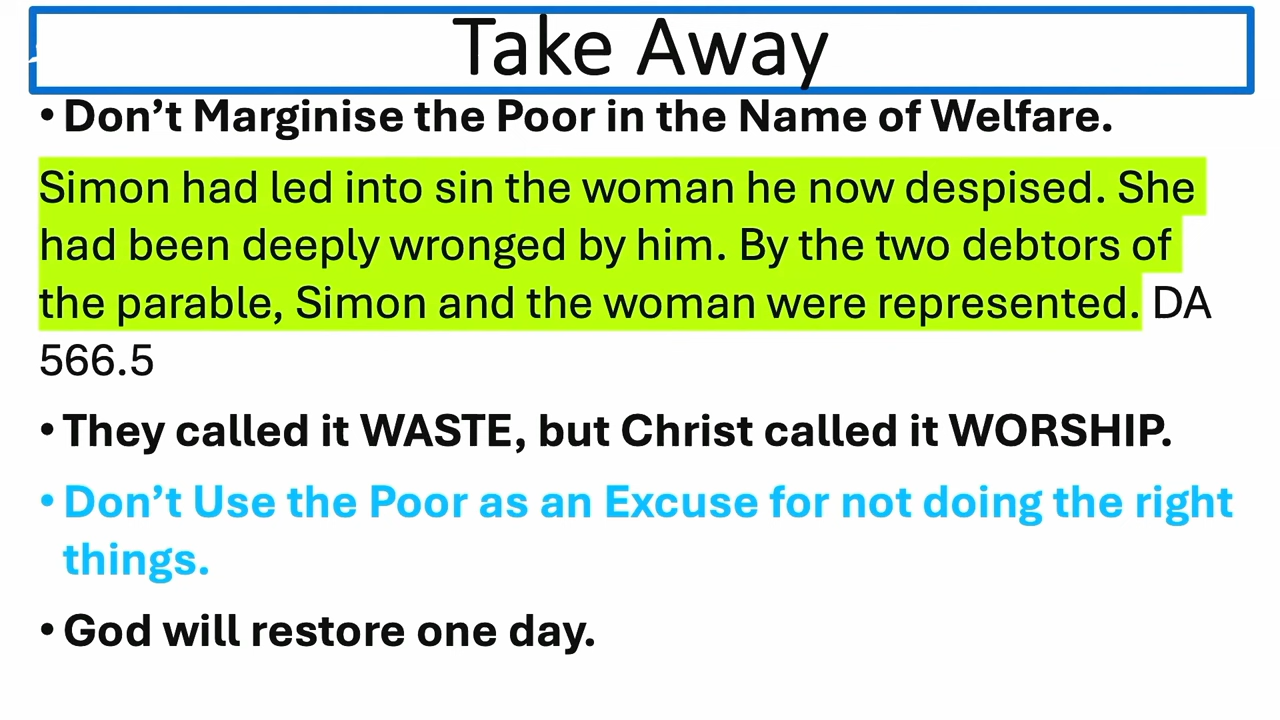 Take Away
• Don’t Marginise the Poor in the Name of Welfare.
Simon had led into sin the woman he now despised. She
had been deeply wronged by him. By the two debtors of
the parable, Simon and the woman were represented. DA
566.5
• They called it WASTE, but Christ called it WORSHIP.
• Don’t Use the Poor as an Excuse for not doing the right
things.
• God will restore one day.